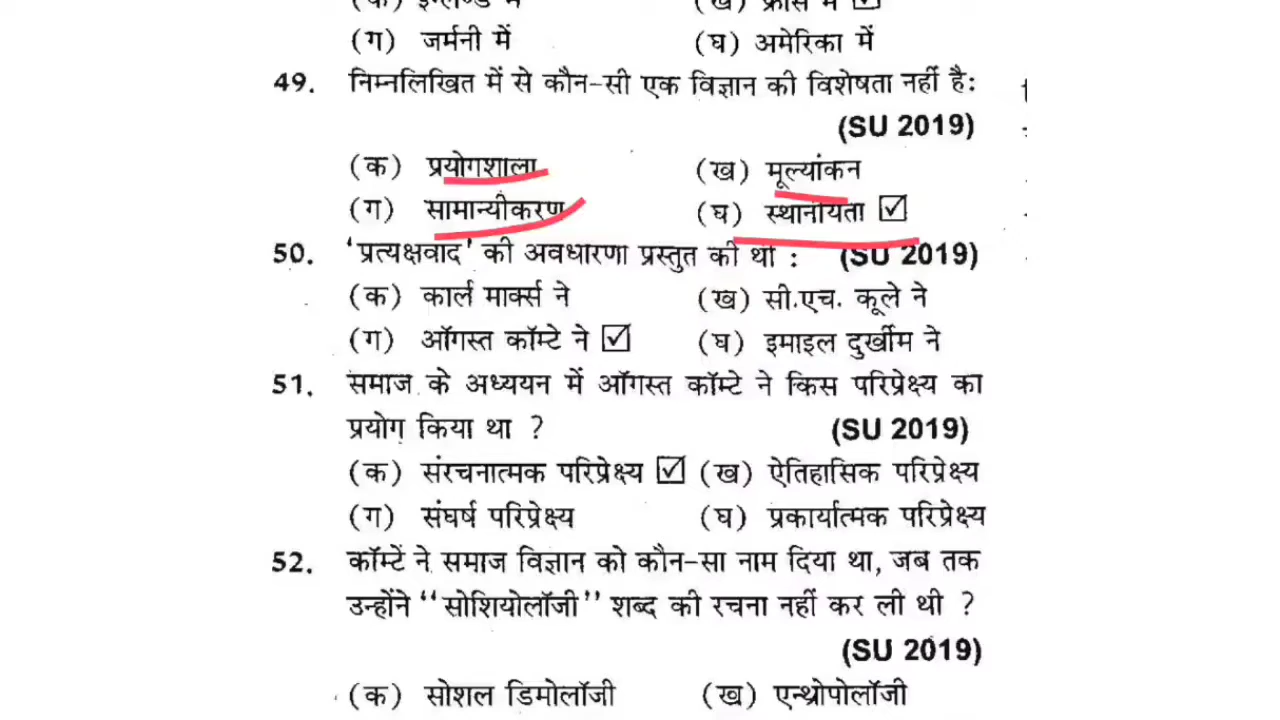 (क) इंग्लैण्ड में (ख) फ्रांस में ☑
(ग) जर्मनी में (घ) अमेरिका में
49. निम्नलिखित में से कौन-सी एक विज्ञान की विशेषता नहीं है:
(SU 2019)
(क) प्रयोगशाला (ख) मूल्यांकन
(ग) सामान्यीकरण (घ) स्थानीयता ☑
50. 'प्रत्यक्षवाद' की अवधारणा प्रस्तुत की थी : (SU 2019)
(क) कार्ल मार्क्स ने (ख) सी.एच. कूले ने
(ग) ऑगस्त कॉम्टे ने ☑ (घ) इमाइल दुर्खीम ने
51. समाज के अध्ययन में ऑगस्त कॉम्टे ने किस परिप्रेक्ष्य का
प्रयोग किया था ? (SU 2019)
(क) संरचनात्मक परिप्रेक्ष्य ☑ (ख) ऐतिहासिक परिप्रेक्ष्य
(ग) संघर्ष परिप्रेक्ष्य (घ) प्रकार्यात्मक परिप्रेक्ष्य
52. कॉम्टें ने समाज विज्ञान को कौन-सा नाम दिया था, जब तक
उन्होंने "सोशियोलॉजी" शब्द की रचना नहीं कर ली थी ?
(SU 2019)
(क) सोशल डिमोलॉजी (ख) एन्थ्रोपोलॉजी